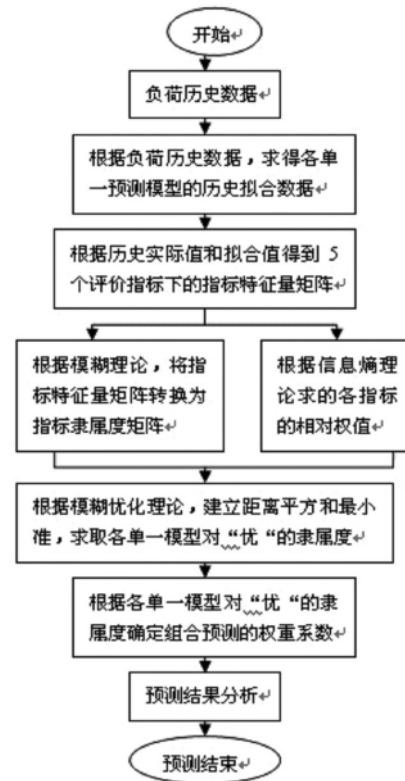 开始
负荷历史数据
根据负荷历史数据，求得各单
一预测模型的历史拟合数据
根据历史实际值和拟合值得到 5
个评价指标下的指标特征量矩阵
根据模糊理论，将指
标特征量矩阵转换为
指标隶属度矩阵
根据信息熵理
论求的各指标
的相对权值
根据模糊优化理论，建立距离平方和最小
准，求取各单一模型对“优“的隶属度
根据各单一模型对“优“的隶
属度确定组合预测的权重系数
预测结果分析
预测结束